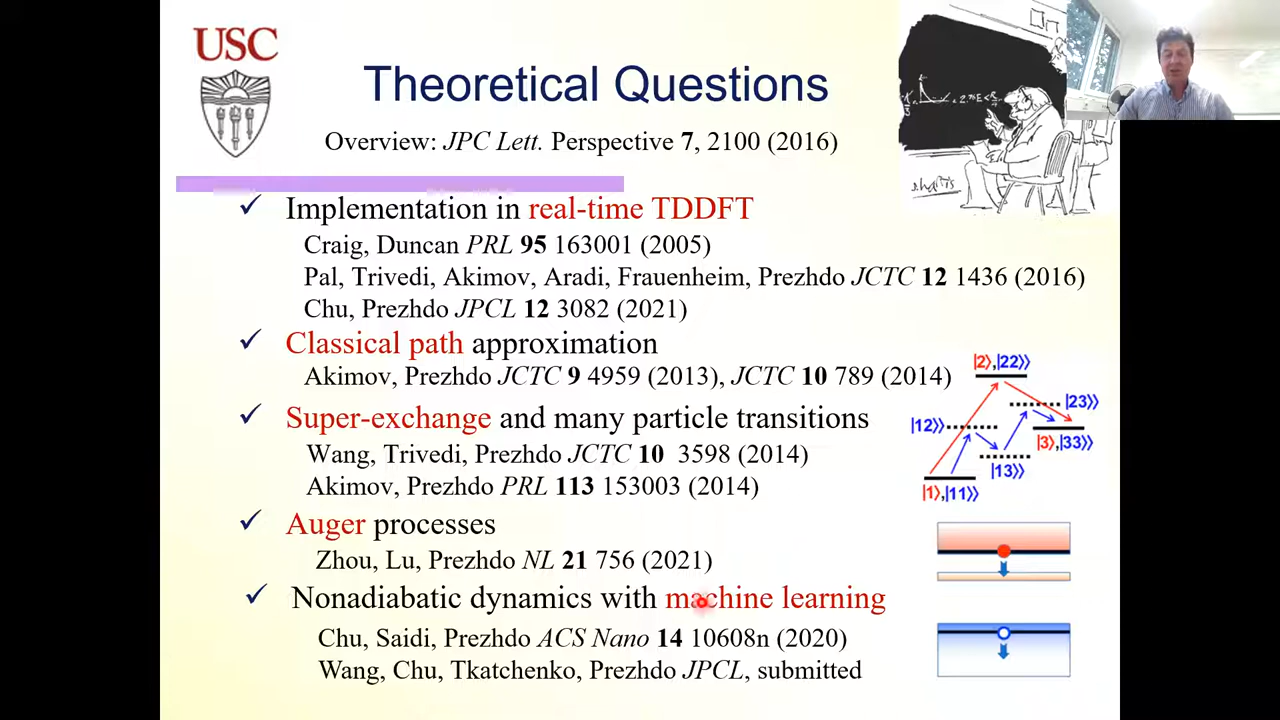 USC
Theoretical Questions
Overview: JPC Lett. Perspective 7, 2100 (2016)
✓ Implementation in real-time TDDFT
Craig, Duncan PRL 95 163001 (2005)
Pal, Trivedi, Akimov, Aradi, Frauenheim, Prezhdo JCTC 12 1436 (2016)
Chu, Prezhdo JPCL 12 3082 (2021)
✓ Classical path approximation
Akimov, Prezhdo JCTC 9 4959 (2013), JCTC 10 789 (2014)
✓ Super-exchange and many particle transitions
Wang, Trivedi, Prezhdo JCTC 10 3598 (2014)
Akimov, Prezhdo PRL 113 153003 (2014)
✓ Auger processes
Zhou, Lu, Prezhdo NL 21 756 (2021)
✓ Nonadiabatic dynamics with machine learning
Chu, Saidi, Prezhdo ACS Nano 14 10608n (2020)
Wang, Chu, Tkatchenko, Prezhdo JPCL, submitted
|2⟩,|22⟩⟩
|23⟩⟩
|12⟩⟩
|3⟩,|33⟩⟩
|13⟩⟩
|1⟩,|11⟩⟩